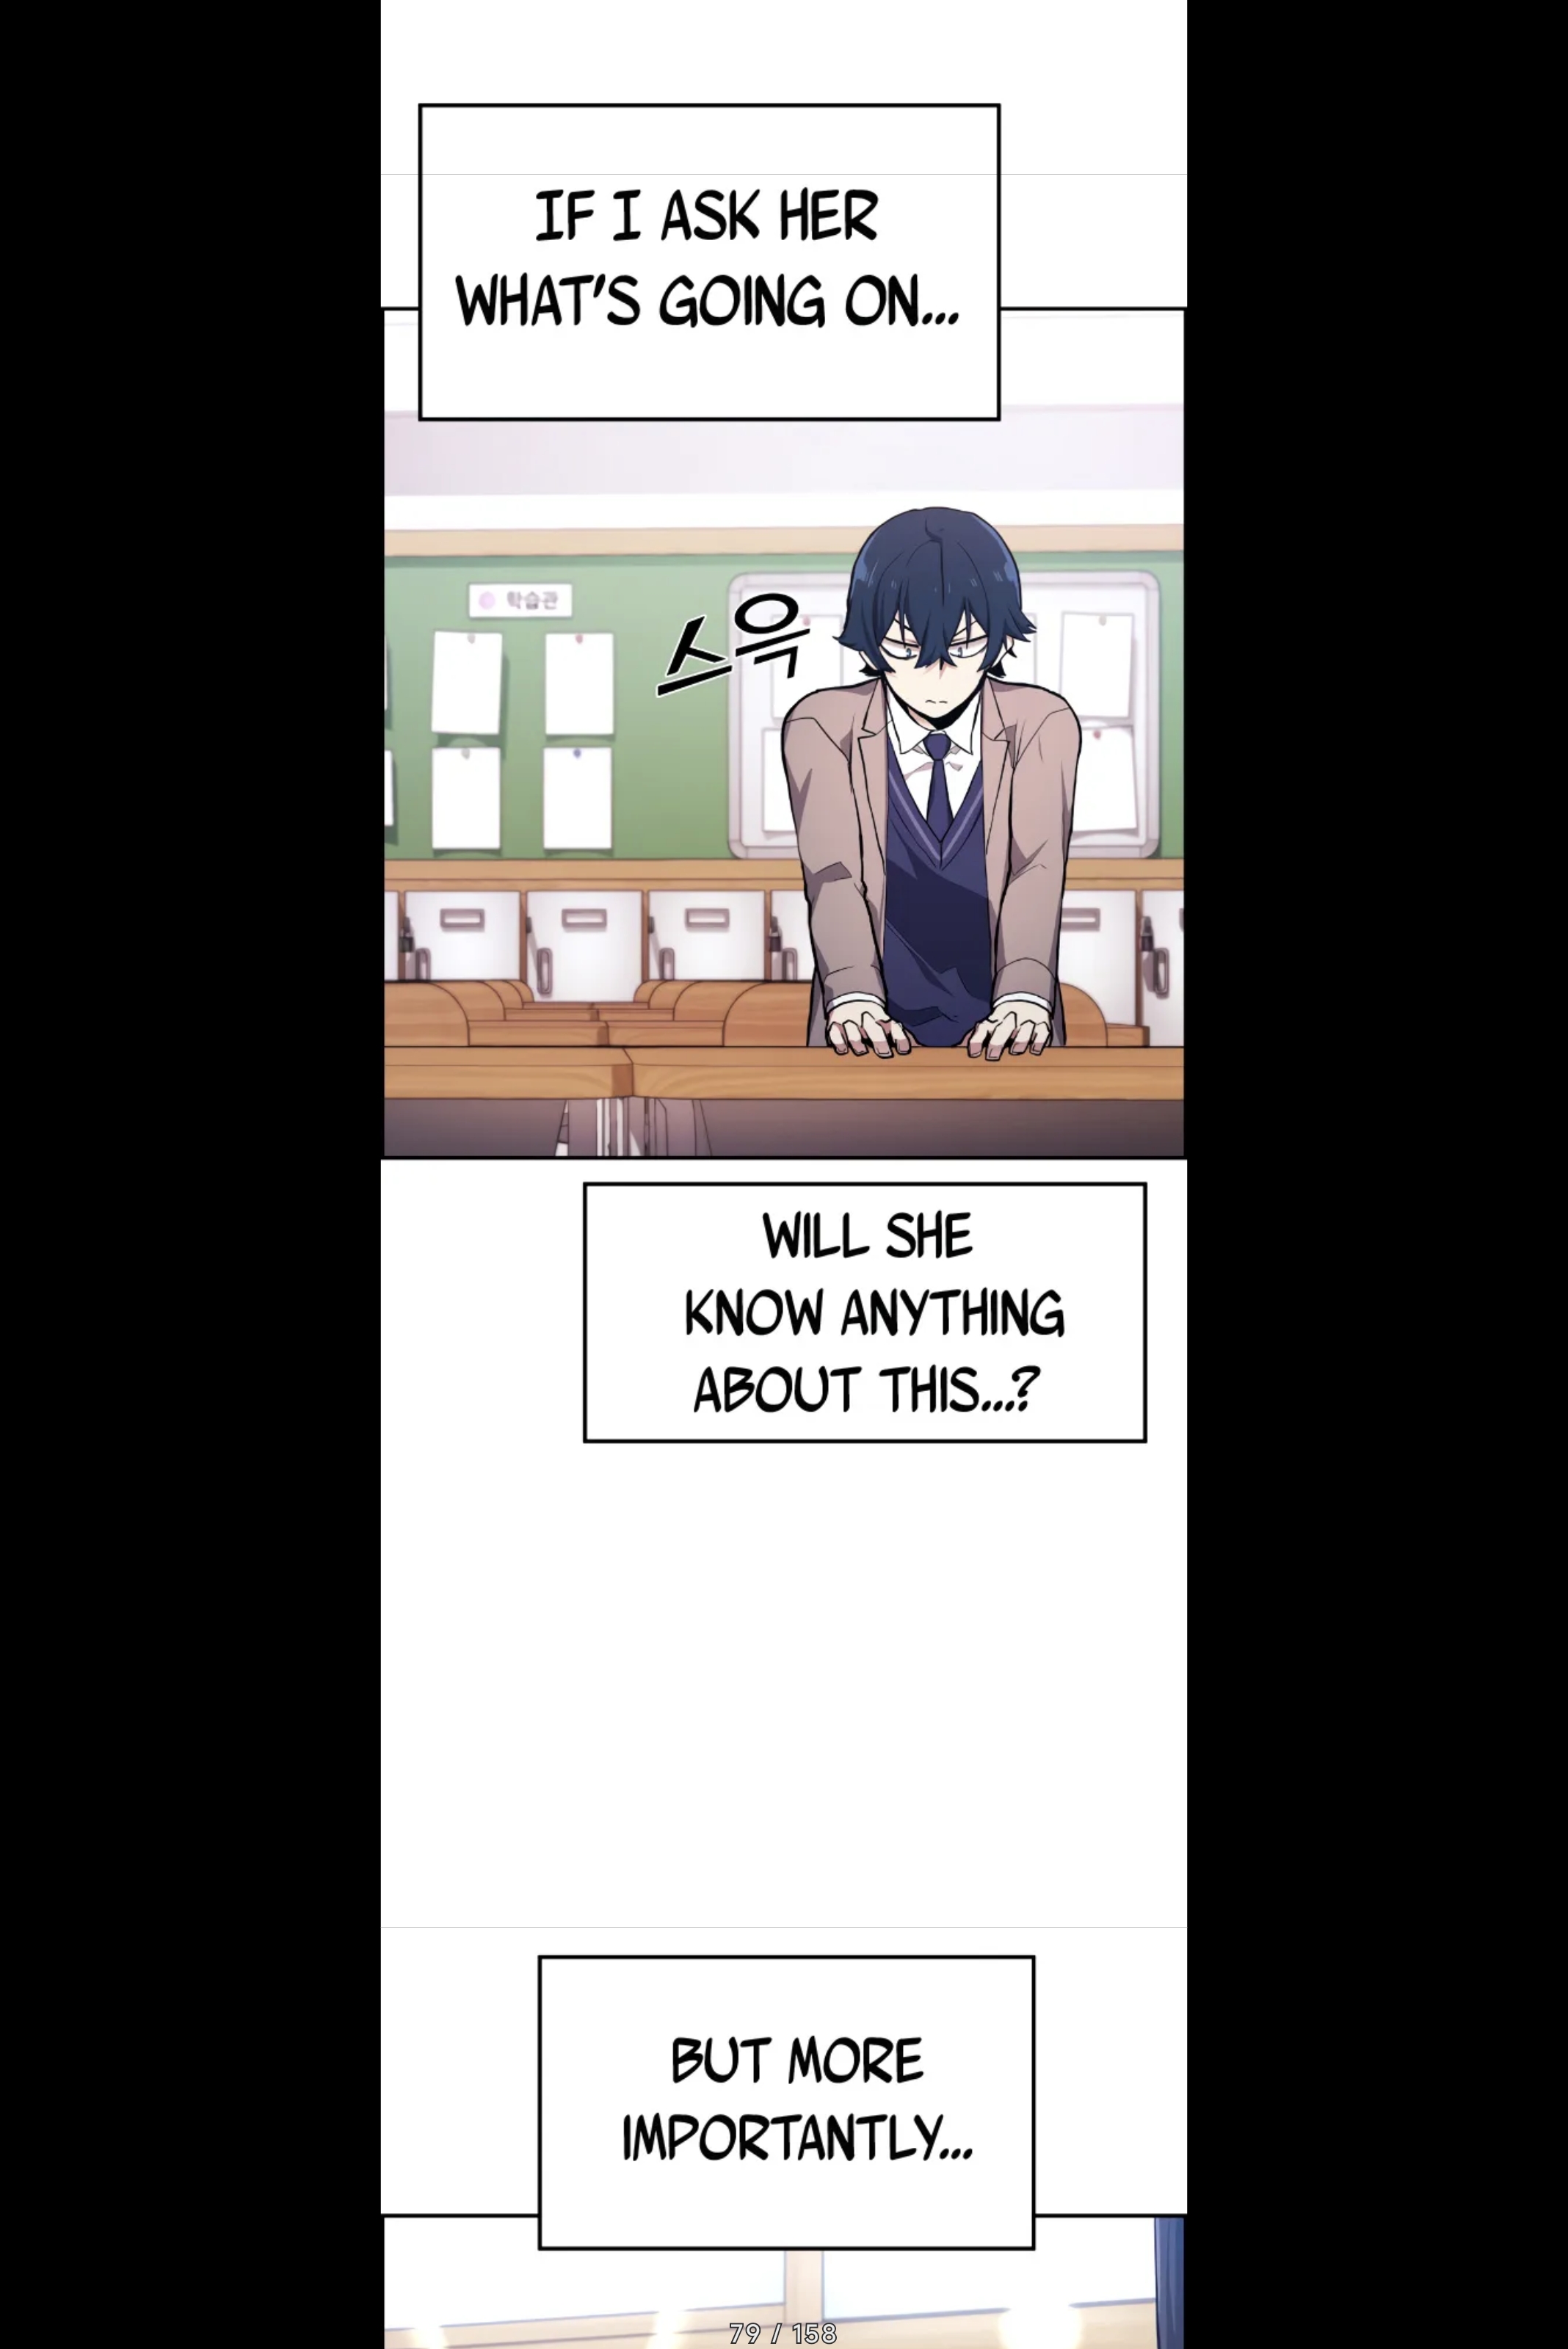 IF I ASK HER
WHAT'S GOING ON...
학습관
스윽
WILL SHE
KNOW ANYTHING
ABOUT THIS...?
BUT MORE
IMPORTANTLY...
79 / 158